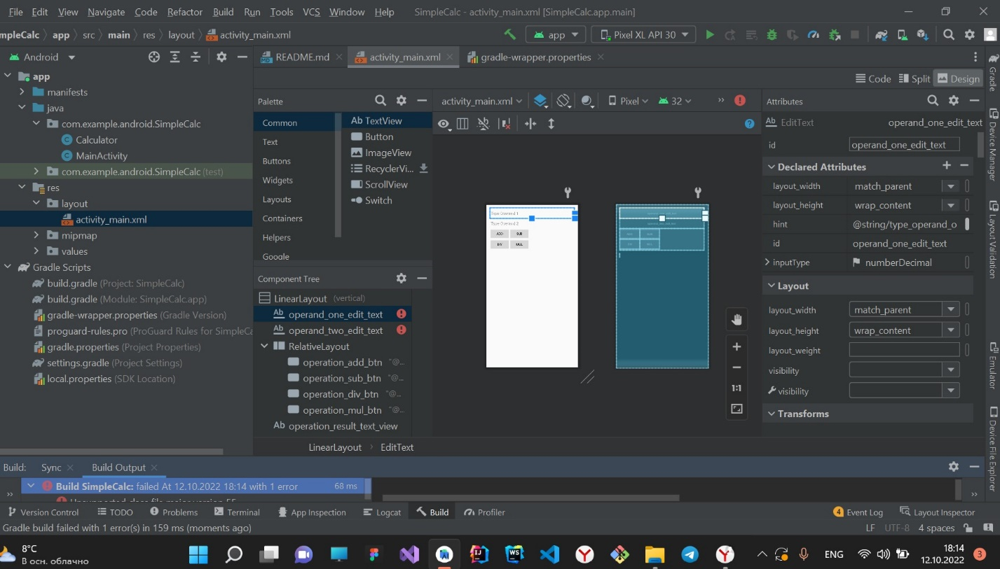 File Edit View Navigate Code Refactor Build Run Tools VCS Window Help SimpleCalc - activity_main.xml [SimpleCalc.app.main]
mpleCalc app src main res layout activity_main.xml app Pixel XL API 30
Android README.md activity_main.xml gradle-wrapper.properties
Code Split Design
app
manifests
java
com.example.android.SimpleCalc
Calculator
MainActivity
com.example.android.SimpleCalc (test)
res
layout
activity_main.xml
mipmap
values
Gradle Scripts
build.gradle (Project: SimpleCalc)
build.gradle (Module: SimpleCalc.app)
gradle-wrapper.properties (Gradle Version)
proguard-rules.pro (ProGuard Rules for SimpleCa
gradle.properties (Project Properties)
settings.gradle (Project Settings)
local.properties (SDK Location)
Palette
Common
Text
Buttons
Widgets
Layouts
Containers
Helpers
Google
Ab TextView
Button
ImageView
RecyclerVi...
ScrollView
Switch
Component Tree
LinearLayout (vertical)
Ab operand_one_edit_text
Ab operand_two_edit_text
RelativeLayout
operation_add_btn "@...
operation_sub_btn "@...
operation_div_btn "@...
operation_mul_btn "@...
Ab operation_result_text_view
LinearLayout EditText
activity_main.xml Pixel 32
Type Operand 1
Type Operand 2
ADD SUB
DIV MUL
1:1
Attributes
Ab EditText operand_one_edit_text
id operand_one_edit_text
Declared Attributes
layout_width match_parent
layout_height wrap_content
hint @string/type_operand_o
id operand_one_edit_text
inputType numberDecimal
Layout
layout_width match_parent
layout_height wrap_content
layout_weight
visibility
visibility
Transforms
Gradle
Device Manager
Layout Validation
Emulator
Device File Explorer
Build: Sync Build Output
Build SimpleCalc: failed At 12.10.2022 18:14 with 1 error 68 ms
Unsupported class file major version 55
Version Control TODO Problems Terminal App Inspection Logcat Build Profiler 4 Event Log Layout Inspector
Gradle build failed with 1 error(s) in 159 ms (moments ago) LF UTF-8 4 spaces
8°C
В осн. облачно
IJ
WS
ENG
18:14
12.10.2022
3